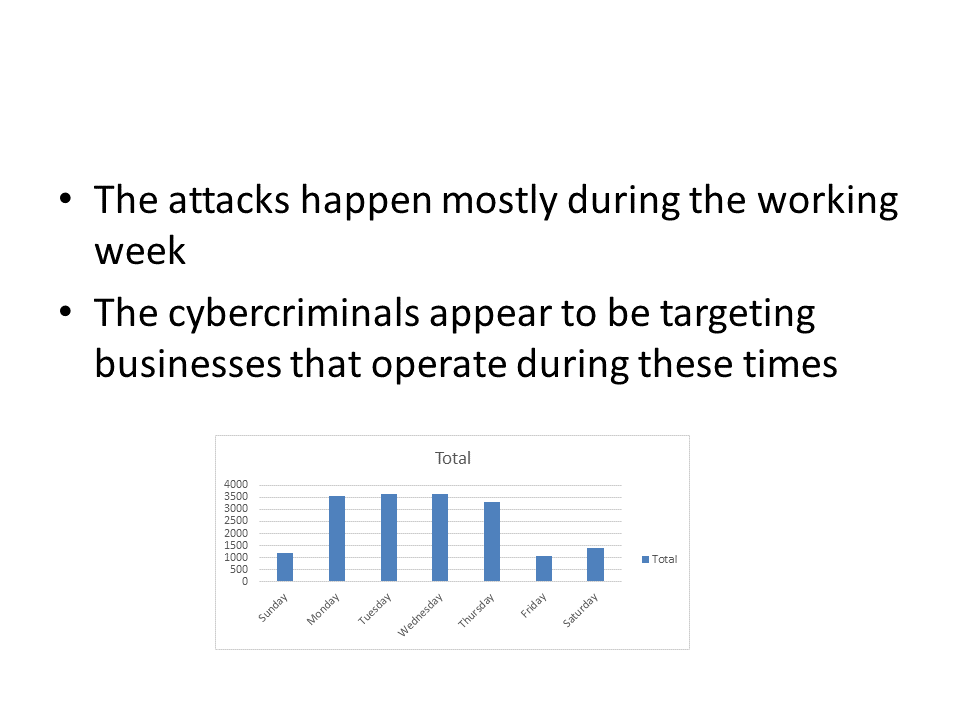 • The attacks happen mostly during the working
week
• The cybercriminals appear to be targeting
businesses that operate during these times
Total
4000
3500
3000
2500
2000
1500
1000
500
0
Sunday
Monday
Tuesday
Wednesday
Thursday
Friday
Saturday
Total